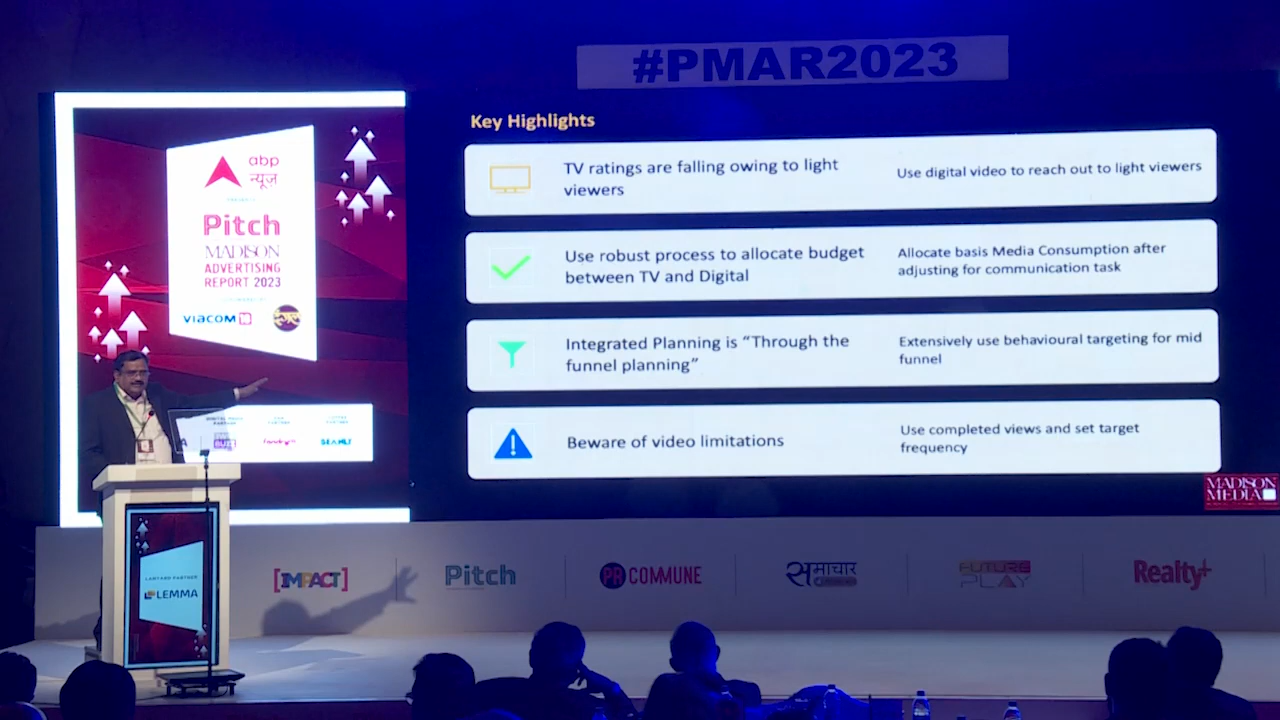 #PMAR2023
abp
न्यूज़
Pitch
MADISON
ADVERTISING
REPORT 2023
VIACOM 18
Key Highlights
TV ratings are falling owing to light
viewers
Use digital video to reach out to light viewers
Use robust process to allocate budget
between TV and Digital
Allocate basis Media Consumption after
adjusting for communication task
Integrated Planning is “Through the
funnel planning”
Extensively use behavioural targeting for mid
funnel
Beware of video limitations
Use completed views and set target
frequency
MADISON
MEDIA
LANYARD PARTNER
LEMMA
[IMPACT]
Pitch
PR COMMUNE
समाचार
FUTURE
PLAY
Realty+